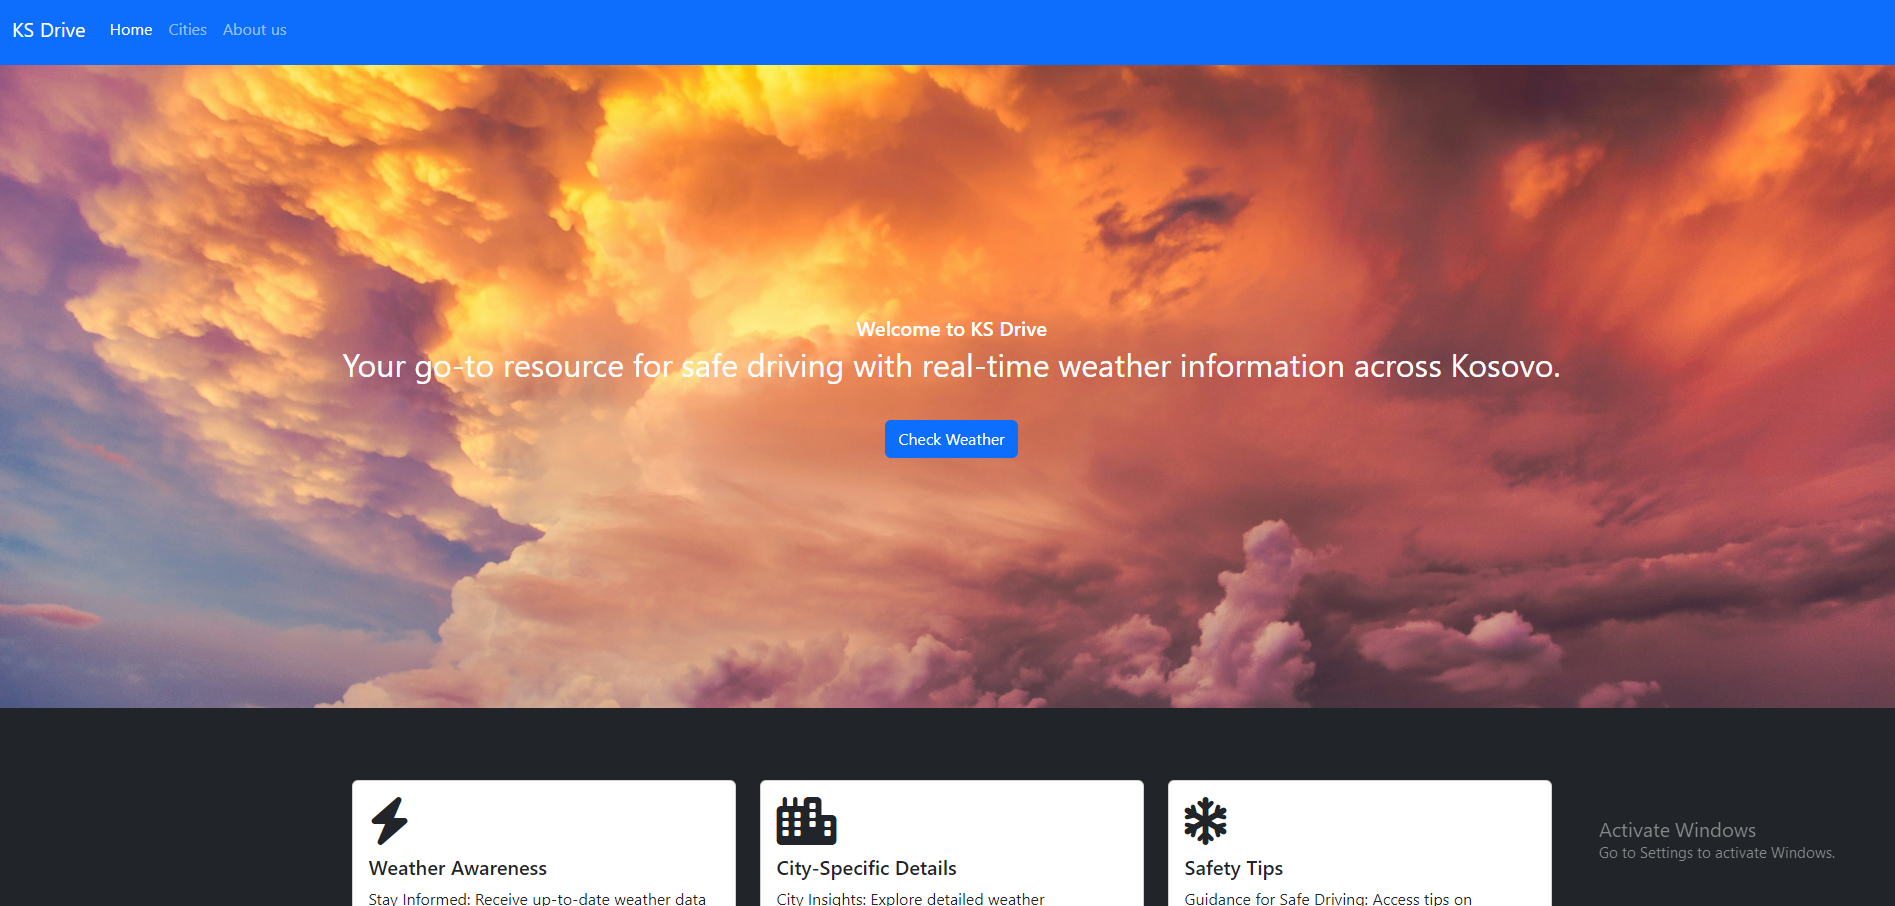 KS Drive
Home
Cities
About us
Welcome to KS Drive
Your go-to resource for safe driving with real-time weather information across Kosovo.
Check Weather
Weather Awareness
Stay Informed: Receive up-to-date weather data
City-Specific Details
City Insights: Explore detailed weather
Safety Tips
Guidance for Safe Driving: Access tips on
Activate Windows
Go to Settings to activate Windows.